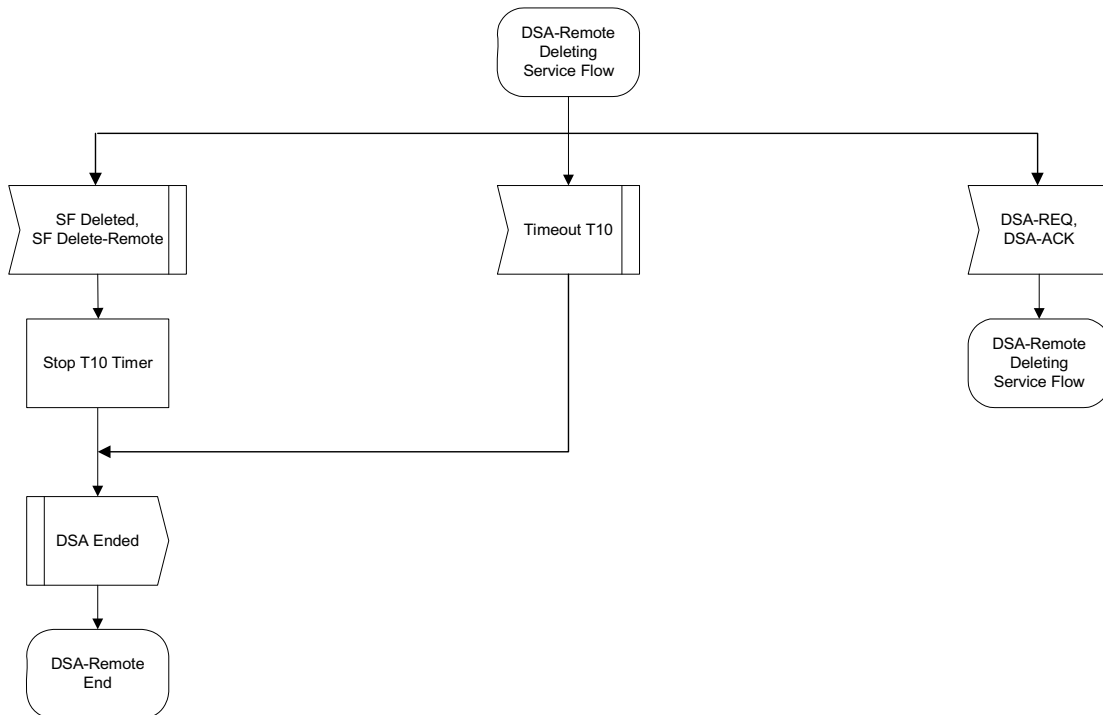 DSA-Remote
Deleting
Service Flow
SF Deleted,
SF Delete-Remote
Timeout T10
DSA-REQ,
DSA-ACK
Stop T10 Timer
DSA-Remote
Deleting
Service Flow
DSA Ended
DSA-Remote
End